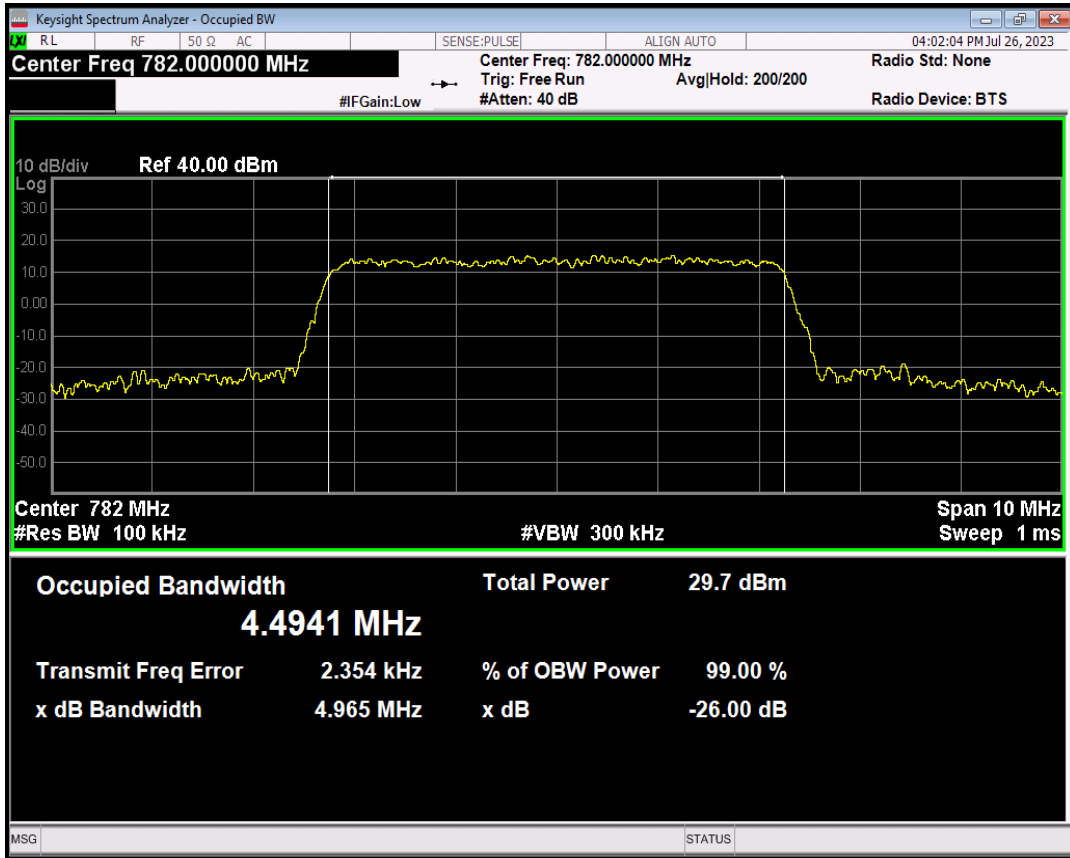 Keysight Spectrum Analyzer - Occupied BW
LXI RL RF 50 Ω AC SENSE:PULSE ALIGN AUTO 04:02:04 PM Jul 26, 2023
Center Freq 782.000000 MHz Center Freq: 782.000000 MHz Radio Std: None
Trig: Free Run Avg|Hold: 200/200
#IFGain:Low #Atten: 40 dB Radio Device: BTS
10 dB/div Ref 40.00 dBm
Log
30.0
20.0
10.0
0.00
-10.0
-20.0
-30.0
-40.0
-50.0
Center 782 MHz Span 10 MHz
#Res BW 100 kHz #VBW 300 kHz Sweep 1 ms
Occupied Bandwidth Total Power 29.7 dBm
4.4941 MHz
Transmit Freq Error 2.354 kHz % of OBW Power 99.00 %
x dB Bandwidth 4.965 MHz x dB -26.00 dB
MSG STATUS